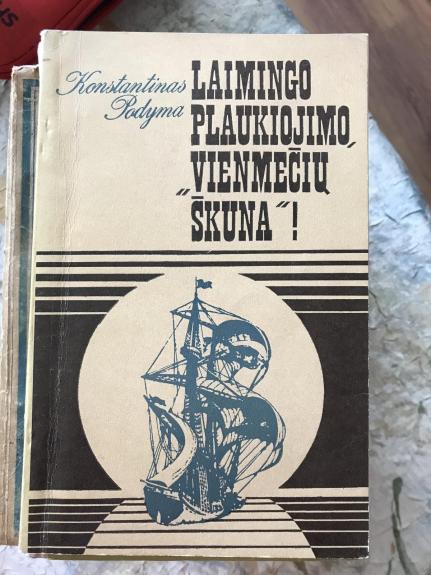 Konstantinas
Podyma
LAIMINGO
PLAUKIOJIMO,
VIENMEČIŲ
„ŠKUNA“!